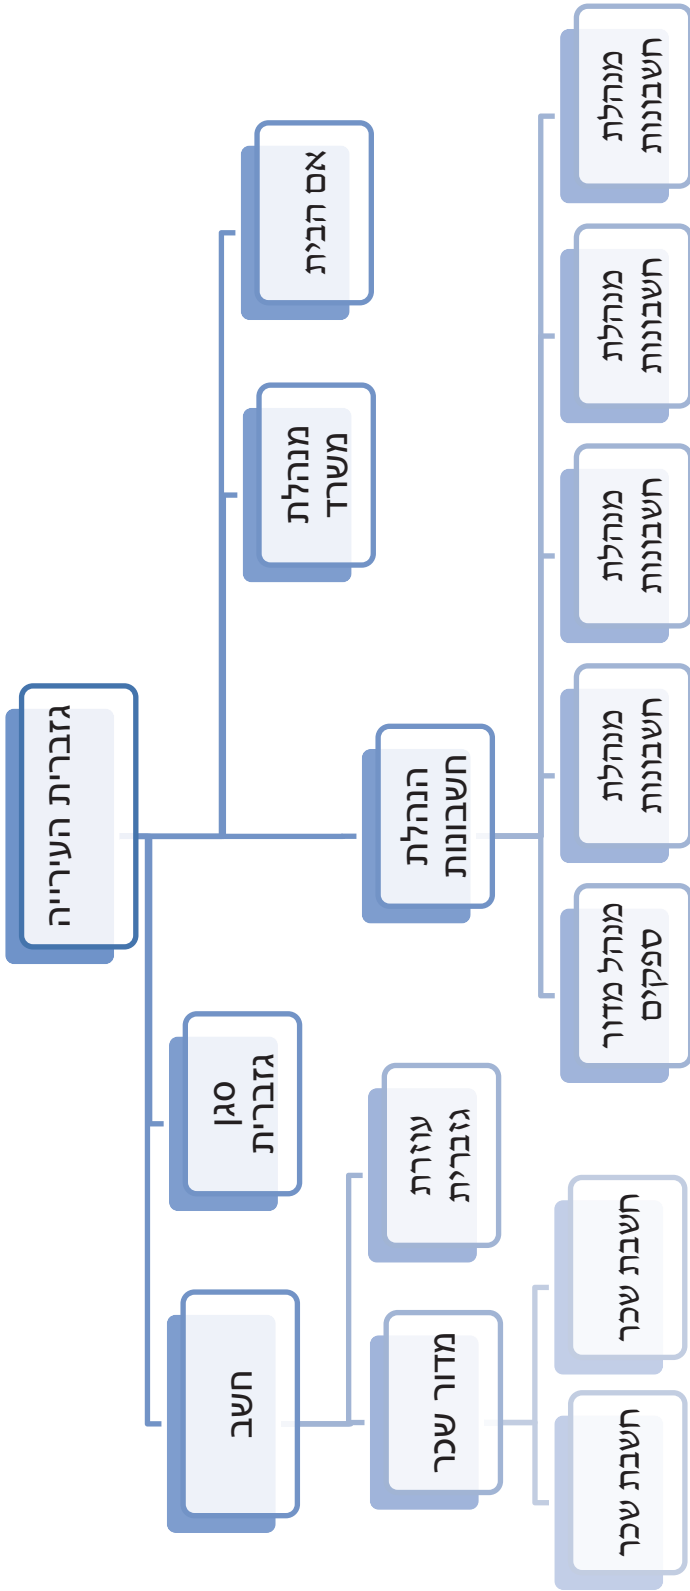 גזברית העירייה
אם הבית
מנהלת
משרד
סגן
גזברית
חשב
הנהלת
חשבונות
עוזרת
גזברית
מדור שכר
מנהלת
חשבונות
מנהלת
חשבונות
מנהלת
חשבונות
מנהלת
חשבונות
מנהל מדור
ספקים
חשבת שכר
חשבת שכר